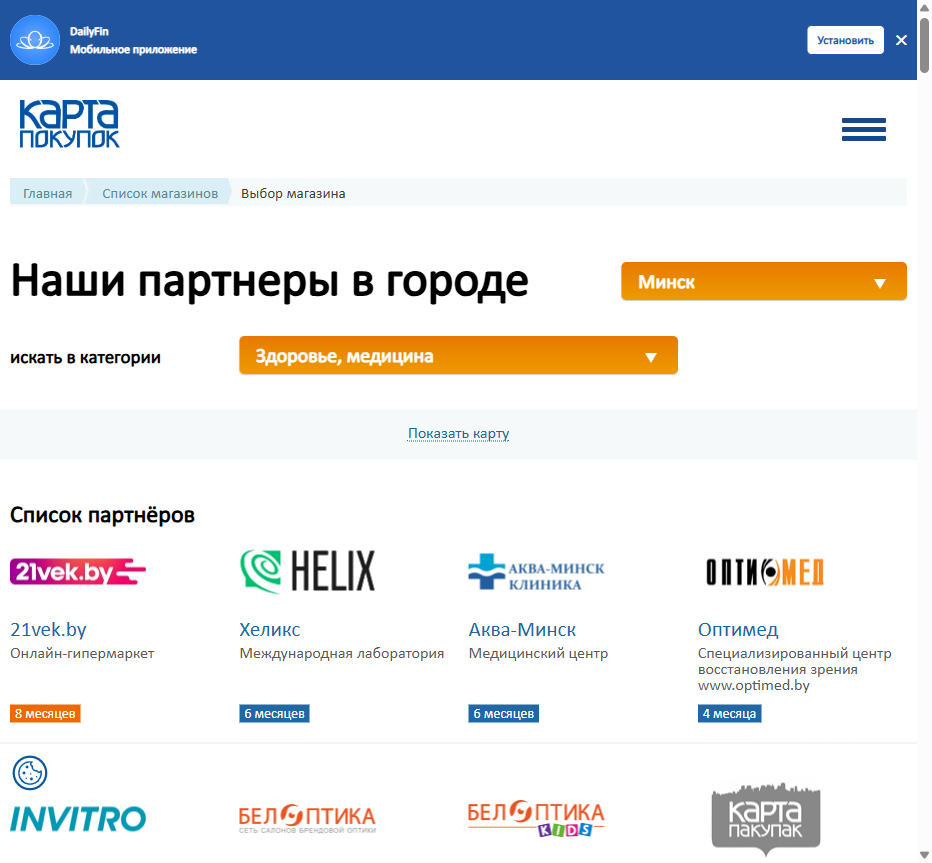 DailyFin
Мобильное приложение
Установить
КАРТА
ПОКУПОК
Главная
Список магазинов
Выбор магазина
Наши партнеры в городе
Минск
искать в категории
Здоровье, медицина
Показать карту
Список партнёров
21vek.by
HELIX
АКВА-МИНСК
КЛИНИКА
ОПТИМЕД
21vek.by
Хеликс
Аква-Минск
Оптимед
Онлайн-гипермаркет
Международная лаборатория
Медицинский центр
Специализированный центр
восстановления зрения
www.optimed.by
8 месяцев
6 месяцев
6 месяцев
4 месяца
INVITRO
БЕЛОПТИКА
СЕТЬ САЛОНОВ БРЕНДОВОЙ ОПТИКИ
БЕЛОПТИКА
KIDS
КАРТА
ПАКУПАК